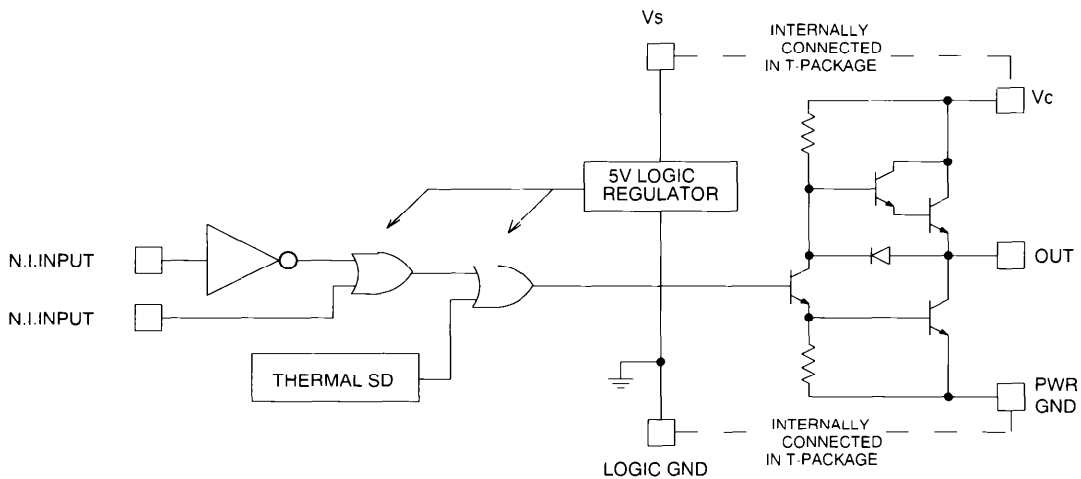 Vs
INTERNALLY
CONNECTED
IN T-PACKAGE
Vc
5V LOGIC
REGULATOR
N.I.INPUT
OUT
N.I.INPUT
THERMAL SD
PWR
GND
INTERNALLY
CONNECTED
IN T-PACKAGE
LOGIC GND